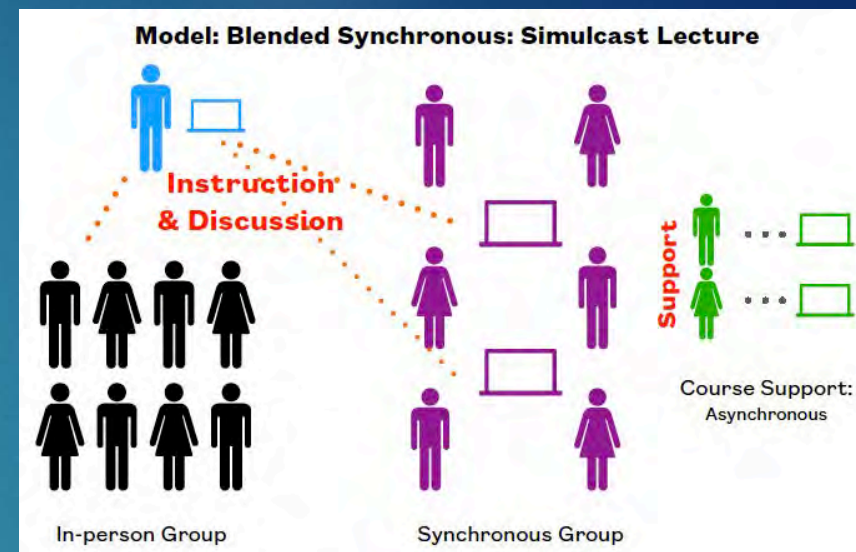 Model: Blended Synchronous: Simulcast Lecture
Instruction
& Discussion
Support
Course Support:
Asynchronous
In-person Group
Synchronous Group